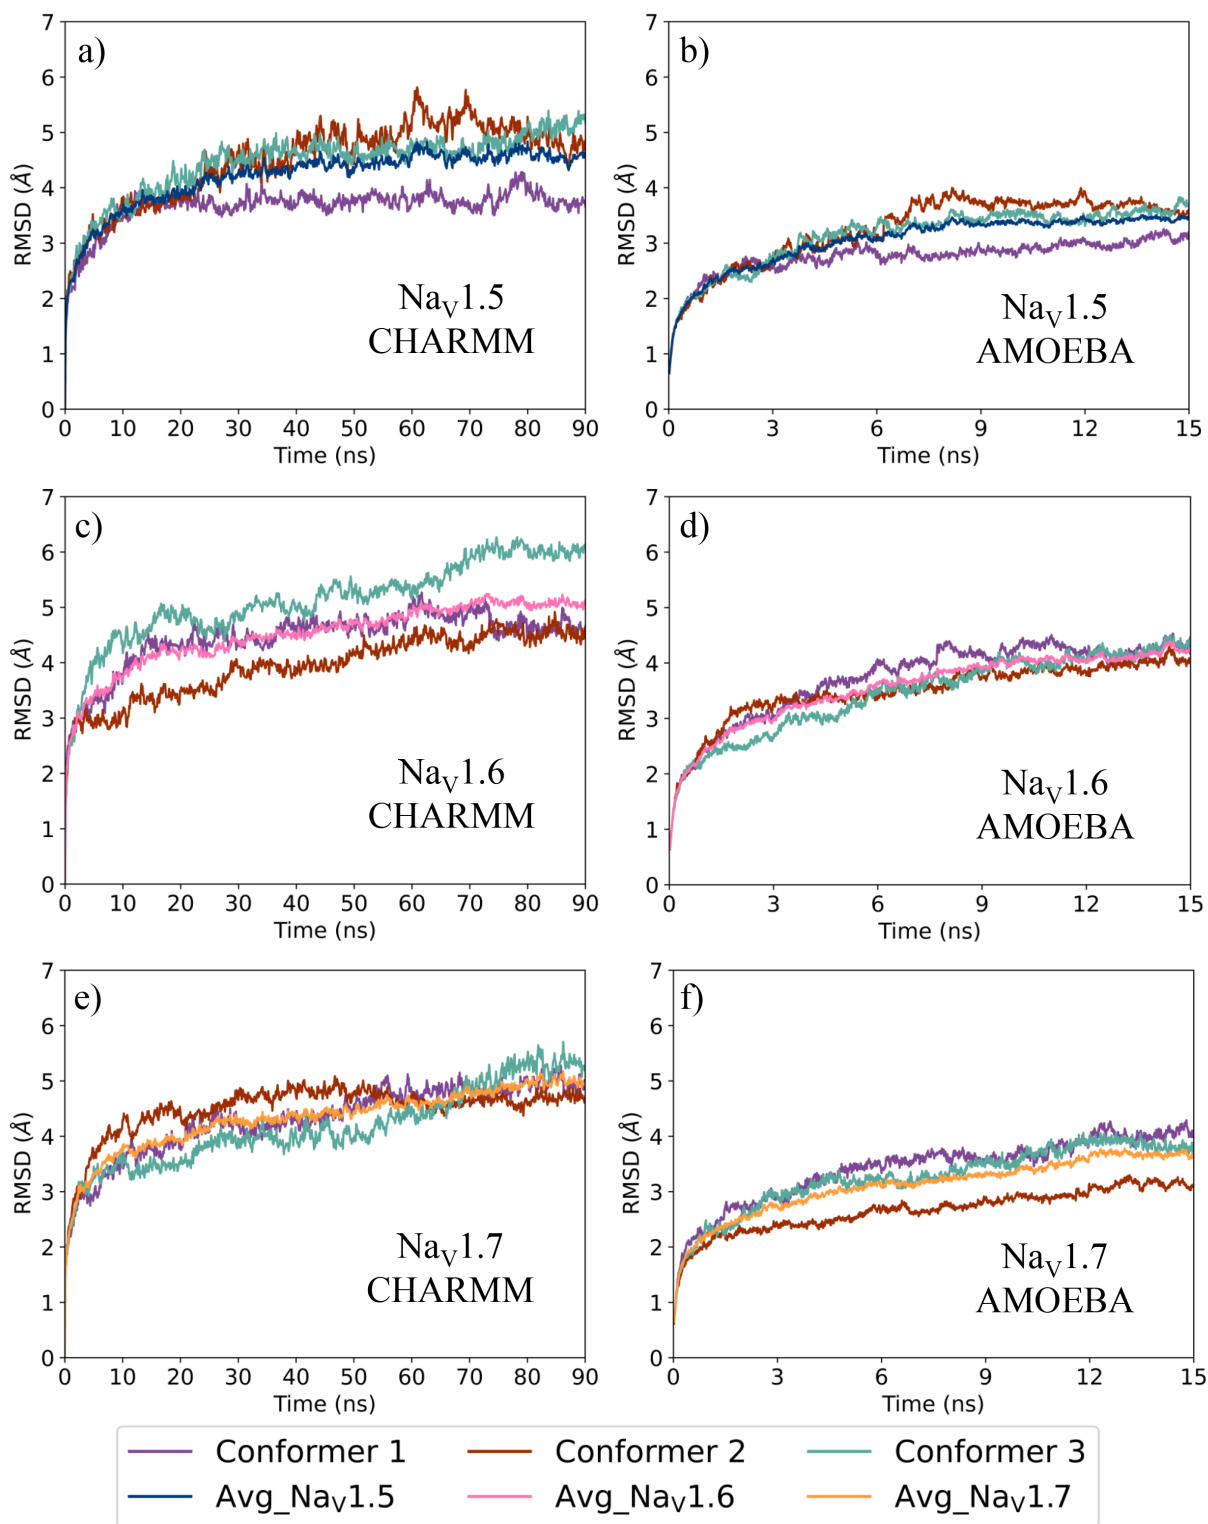 a)
7
6
5
4
3
2
1
0
RMSD (Å)
0 10 20 30 40 50 60 70 80 90
Time (ns)
NaV1.5
CHARMM
b)
7
6
5
4
3
2
1
0
RMSD (Å)
0 3 6 9 12 15
Time (ns)
NaV1.5
AMOEBA
c)
7
6
5
4
3
2
1
0
RMSD (Å)
0 10 20 30 40 50 60 70 80 90
Time (ns)
NaV1.6
CHARMM
d)
7
6
5
4
3
2
1
0
RMSD (Å)
0 3 6 9 12 15
Time (ns)
NaV1.6
AMOEBA
e)
7
6
5
4
3
2
1
0
RMSD (Å)
0 10 20 30 40 50 60 70 80 90
Time (ns)
NaV1.7
CHARMM
f)
7
6
5
4
3
2
1
0
RMSD (Å)
0 3 6 9 12 15
Time (ns)
NaV1.7
AMOEBA
Conformer 1 Conformer 2 Conformer 3
Avg_NaV1.5 Avg_NaV1.6 Avg_NaV1.7